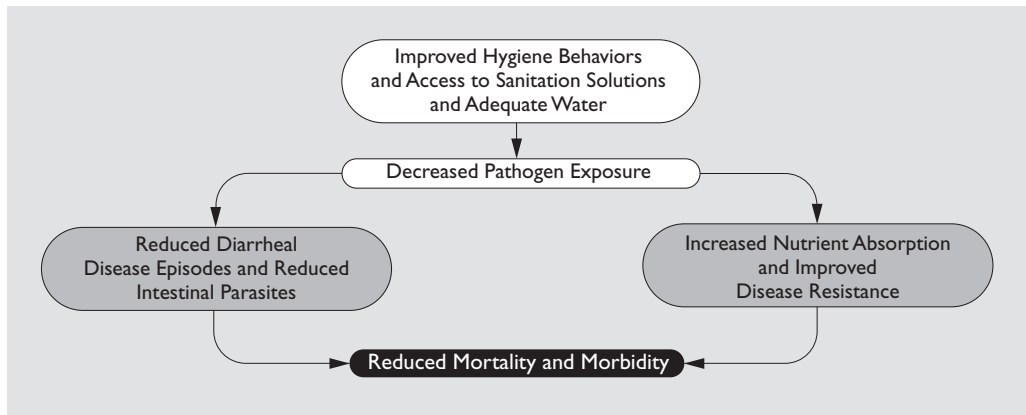 Improved Hygiene Behaviors
and Access to Sanitation Solutions
and Adequate Water
Decreased Pathogen Exposure
Reduced Diarrheal
Disease Episodes and Reduced
Intestinal Parasites
Increased Nutrient Absorption
and Improved
Disease Resistance
Reduced Mortality and Morbidity